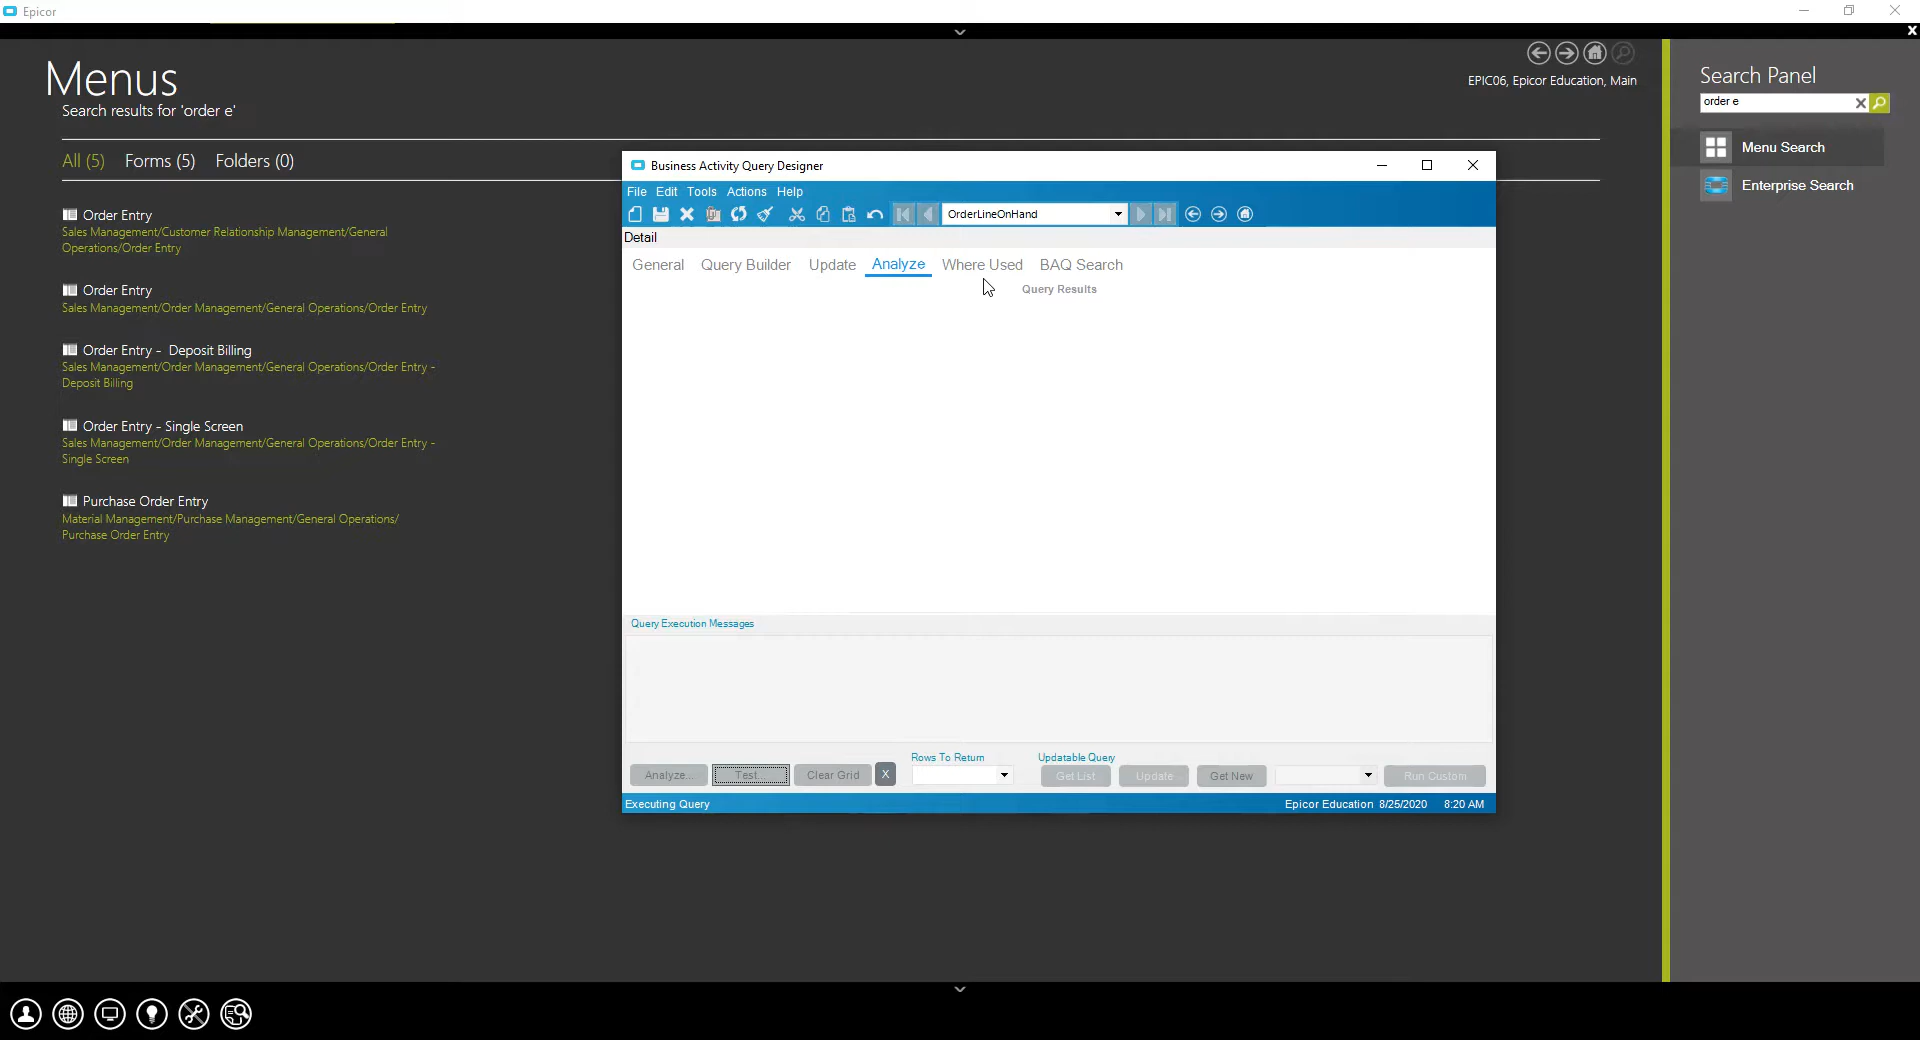 Epicor
Menus
Search results for 'order e'
EPIC06, Epicor Education, Main
All (5) Forms (5) Folders (0)
Order Entry
Sales Management/Customer Relationship Management/General
Operations/Order Entry
Order Entry
Sales Management/Order Management/General Operations/Order Entry
Order Entry - Deposit Billing
Sales Management/Order Management/General Operations/Order Entry -
Deposit Billing
Order Entry - Single Screen
Sales Management/Order Management/General Operations/Order Entry -
Single Screen
Purchase Order Entry
Material Management/Purchase Management/General Operations/
Purchase Order Entry
Business Activity Query Designer
File Edit Tools Actions Help
OrderLineOnHand
Detail
General Query Builder Update Analyze Where Used BAQ Search
Query Results
Query Execution Messages
Rows To Return Updatable Query
Analyze... Test... Clear Grid X Get List Update Get New Run Custom
Executing Query Epicor Education 8/25/2020 8:20 AM
Search Panel
order e
Menu Search
Enterprise Search